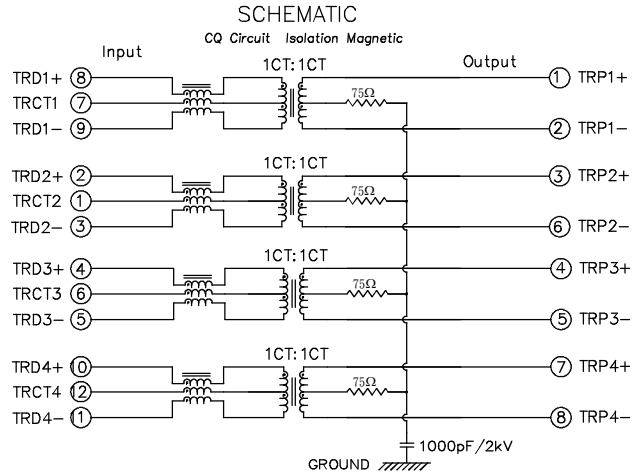 SCHEMATIC
CQ Circuit Isolation Magnetic
Input
Output
1CT:1CT
TRD1+ 8
75Ω
1 TRP1+
TRCT1 7
TRD1− 9
2 TRP1−
1CT:1CT
TRD2+ 2
75Ω
3 TRP2+
TRCT2 1
TRD2− 3
6 TRP2−
1CT:1CT
TRD3+ 4
75Ω
4 TRP3+
TRCT3 6
TRD3− 5
5 TRP3−
1CT:1CT
TRD4+ 10
75Ω
7 TRP4+
TRCT4 12
TRD4− 11
8 TRP4−
1000pF/2kV
GROUND